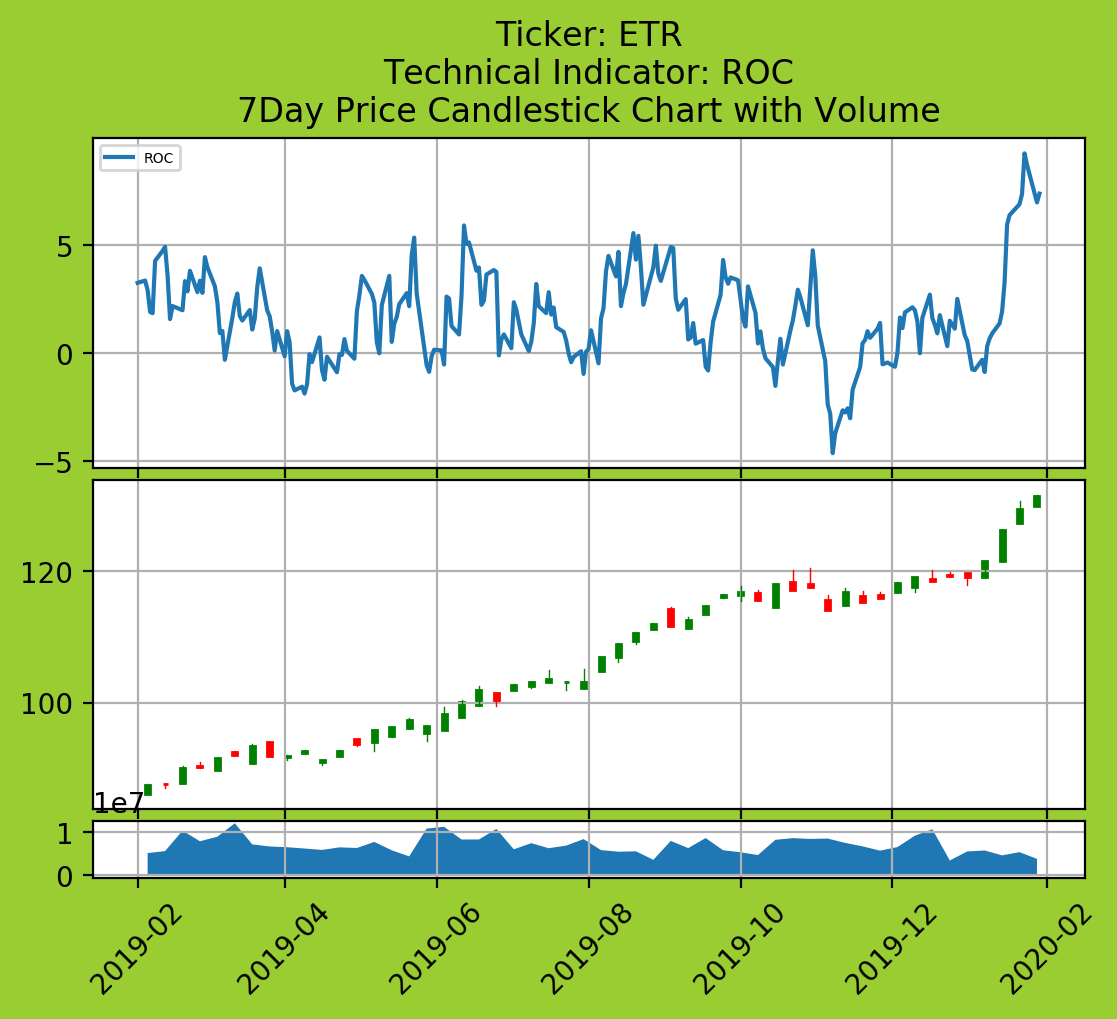 Ticker: ETR
Technical Indicator: ROC
7Day Price Candlestick Chart with Volume
ROC
5
0
−5
120
100
1e7
1
0
2019-02
2019-04
2019-06
2019-08
2019-10
2019-12
2020-02